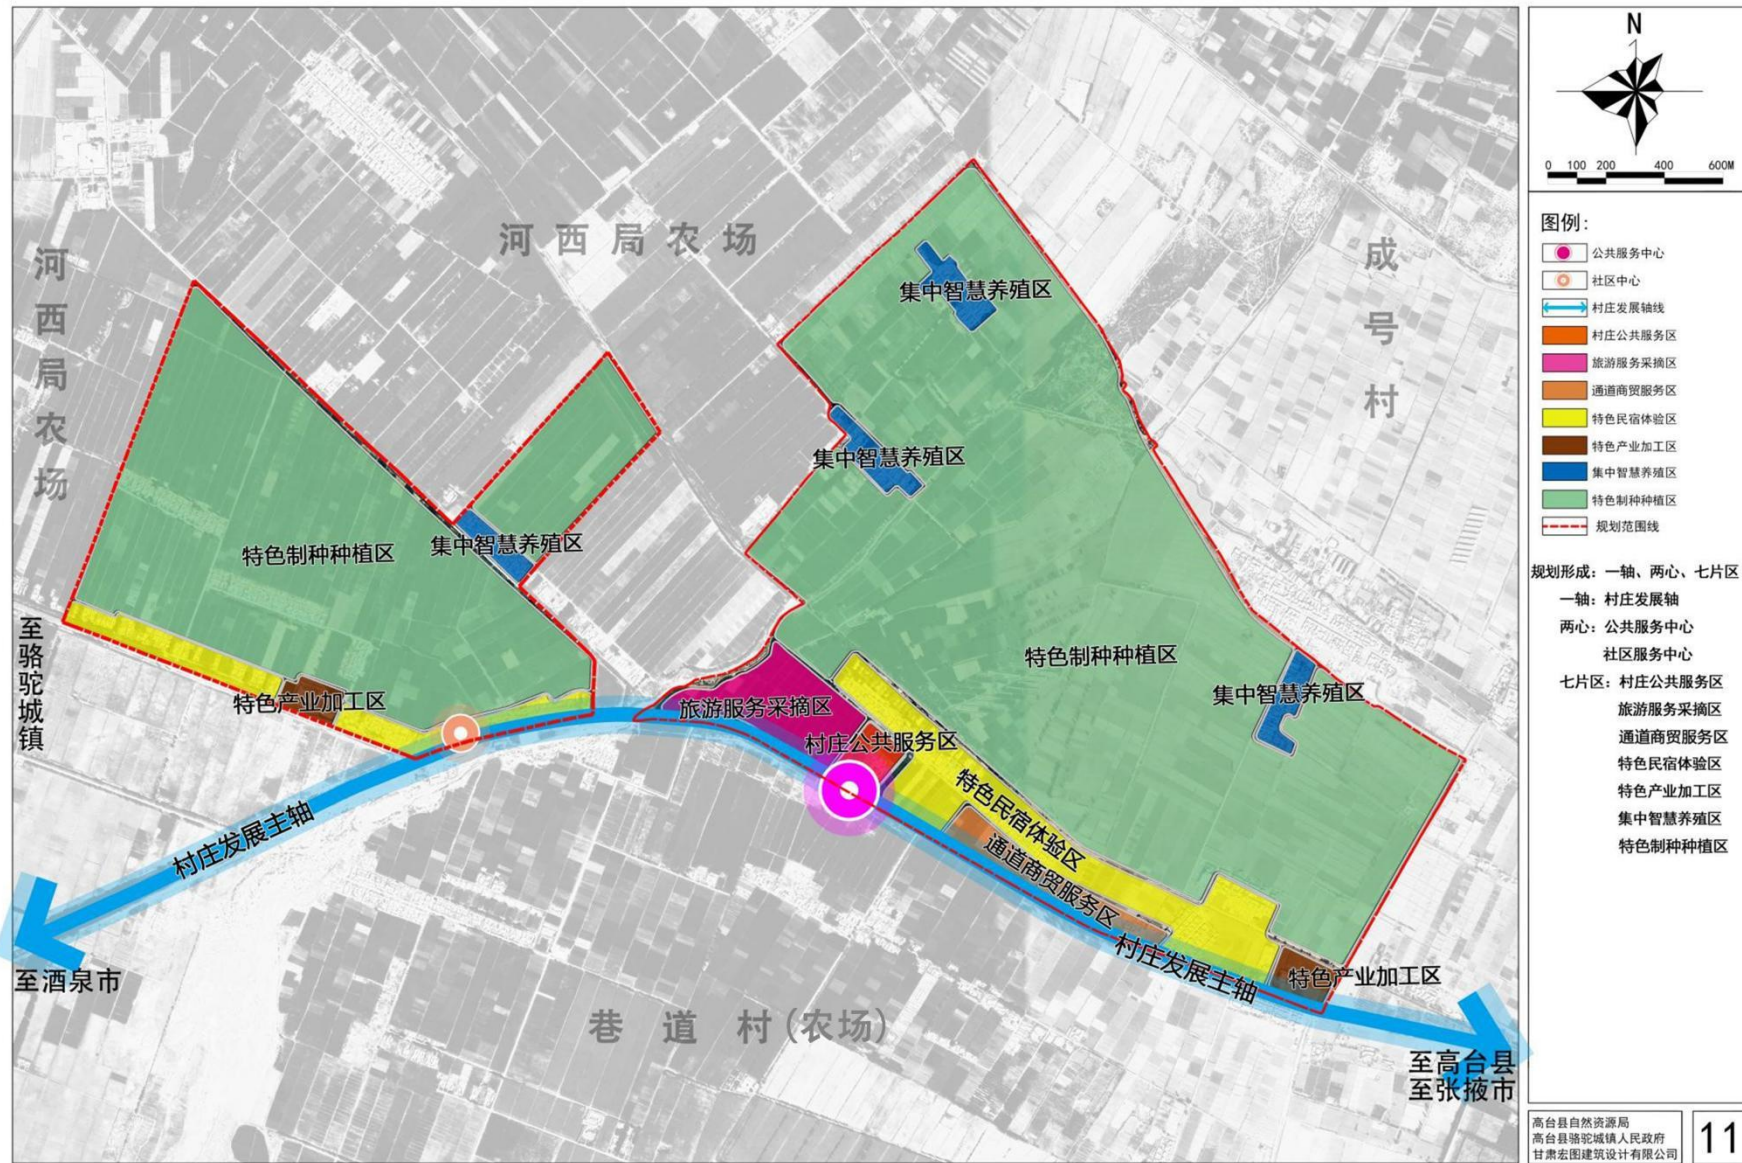 河西局农场
河西局农场
成号村
集中智慧养殖区
集中智慧养殖区
特色制种种植区
集中智慧养殖区
特色制种种植区
集中智慧养殖区
至骆驼城镇
特色产业加工区
旅游服务采摘区
村庄公共服务区
特色民宿体验区
通道商贸服务区
村庄发展主轴
村庄发展主轴
特色产业加工区
至酒泉市
巷道村(农场)
至高台县
至张掖市
N
0 100 200 400 600M
图例:
公共服务中心
社区中心
村庄发展轴线
村庄公共服务区
旅游服务采摘区
通道商贸服务区
特色民宿体验区
特色产业加工区
集中智慧养殖区
特色制种种植区
规划范围线
规划形成: 一轴、两心、七片区
一轴: 村庄发展轴
两心: 公共服务中心
社区服务中心
七片区: 村庄公共服务区
旅游服务采摘区
通道商贸服务区
特色民宿体验区
特色产业加工区
集中智慧养殖区
特色制种种植区
高台县自然资源局
高台县骆驼城镇人民政府
甘肃宏图建筑设计有限公司
11